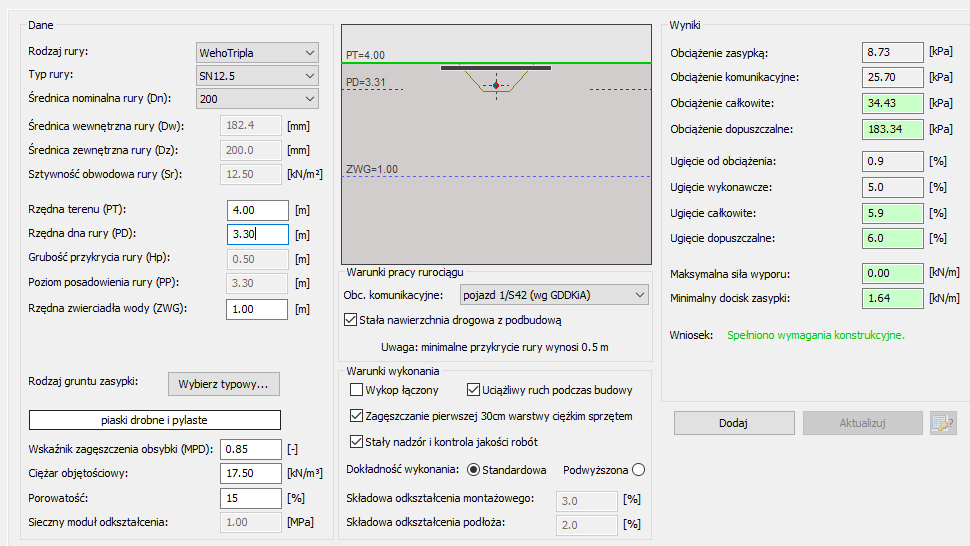 Dane
Rodzaj rury: WehoTripla
Typ rury: SN12.5
Średnica nominalna rury (Dn): 200
Średnica wewnętrzna rury (Dw): 182.4 [mm]
Średnica zewnętrzna rury (Dz): 200.0 [mm]
Sztywność obwodowa rury (Sr): 12.50 [kN/m²]
Rzędna terenu (PT): 4.00 [m]
Rzędna dna rury (PD): 3.30 [m]
Grubość przykrycia rury (Hp): 0.50 [m]
Poziom posadowienia rury (PP): 3.30 [m]
Rzędna zwierciadła wody (ZWG): 1.00 [m]
Rodzaj gruntu zasypki: Wybierz typowy...
piaski drobne i pylaste
Wskaźnik zagęszczenia obsybki (MPD): 0.85 [-]
Ciężar objętościowy: 17.50 [kN/m³]
Porowatość: 15 [%]
Sieczny moduł odkształcenia: 1.00 [MPa]
PT=4.00
PD=3.31
ZWG=1.00
Warunki pracy rurociągu
Obc. komunikacyjne: pojazd 1/S42 (wg GDDKiA)
Stała nawierzchnia drogowa z podbudową
Uwaga: minimalne przykrycie rury wynosi 0.5 m
Warunki wykonania
Wykop łączony Uciążliwy ruch podczas budowy
Zagęszczanie pierwszej 30cm warstwy ciężkim sprzętem
Stały nadzór i kontrola jakości robót
Dokładność wykonania: Standardowa Podwyższona
Składowa odkształcenia montażowego: 3.0 [%]
Składowa odkształcenia podłoża: 2.0 [%]
Wyniki
Obciążenie zasypką: 8.73 [kPa]
Obciążenie komunikacyjne: 25.70 [kPa]
Obciążenie całkowite: 34.43 [kPa]
Obciążenie dopuszczalne: 183.34 [kPa]
Ugięcie od obciążenia: 0.9 [%]
Ugięcie wykonawcze: 5.0 [%]
Ugięcie całkowite: 5.9 [%]
Ugięcie dopuszczalne: 6.0 [%]
Maksymalna siła wyporu: 0.00 [kN/m]
Minimalny docisk zasypki: 1.64 [kN/m]
Wniosek: Spełniono wymagania konstrukcyjne.
Dodaj Aktualizuj ?